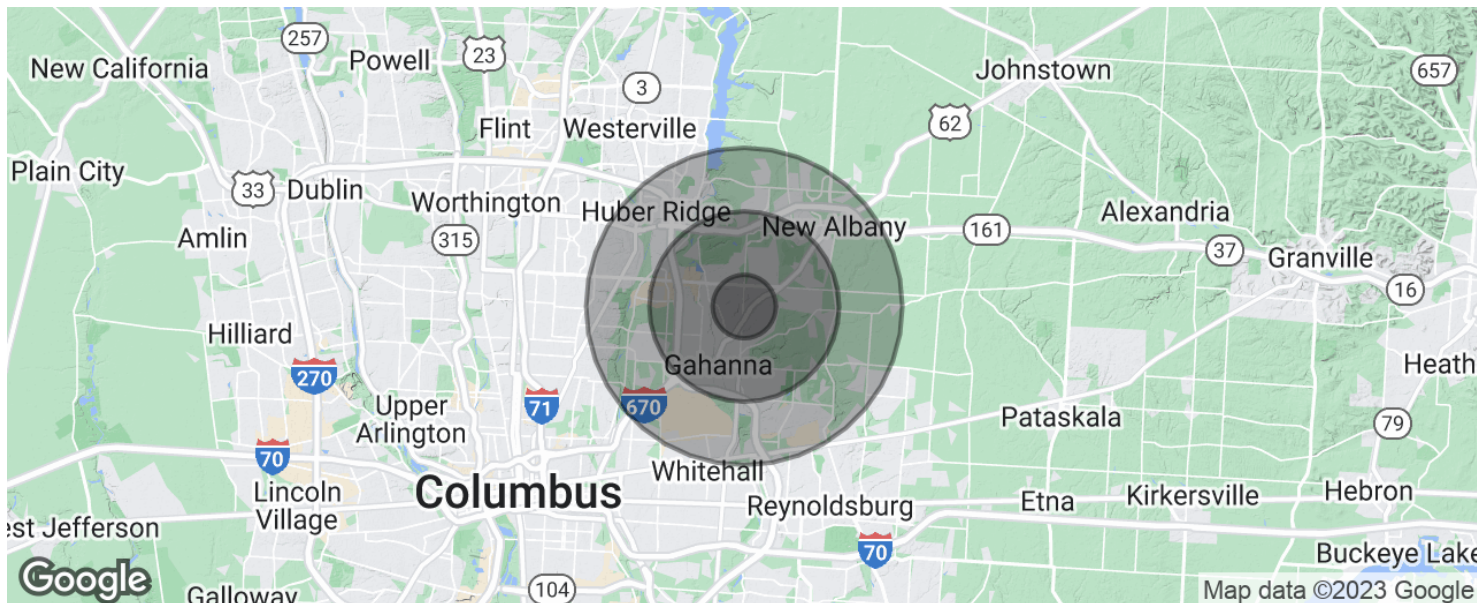 257
Powell
23
New California
3
Johnstown
657
62
Flint
Westerville
Plain City
33
Dublin
Worthington
Huber Ridge
New Albany
Alexandria
Amlin
315
161
37
Granville
16
Hilliard
270
Gahanna
Heath
71
670
Upper
Arlington
Pataskala
79
70
Whitehall
Columbus
Lincoln
Village
Reynoldsburg
Etna
Kirkersville
Hebron
est Jefferson
70
Buckeye Lake
Google
104
Galloway
Map data ©2023 Google